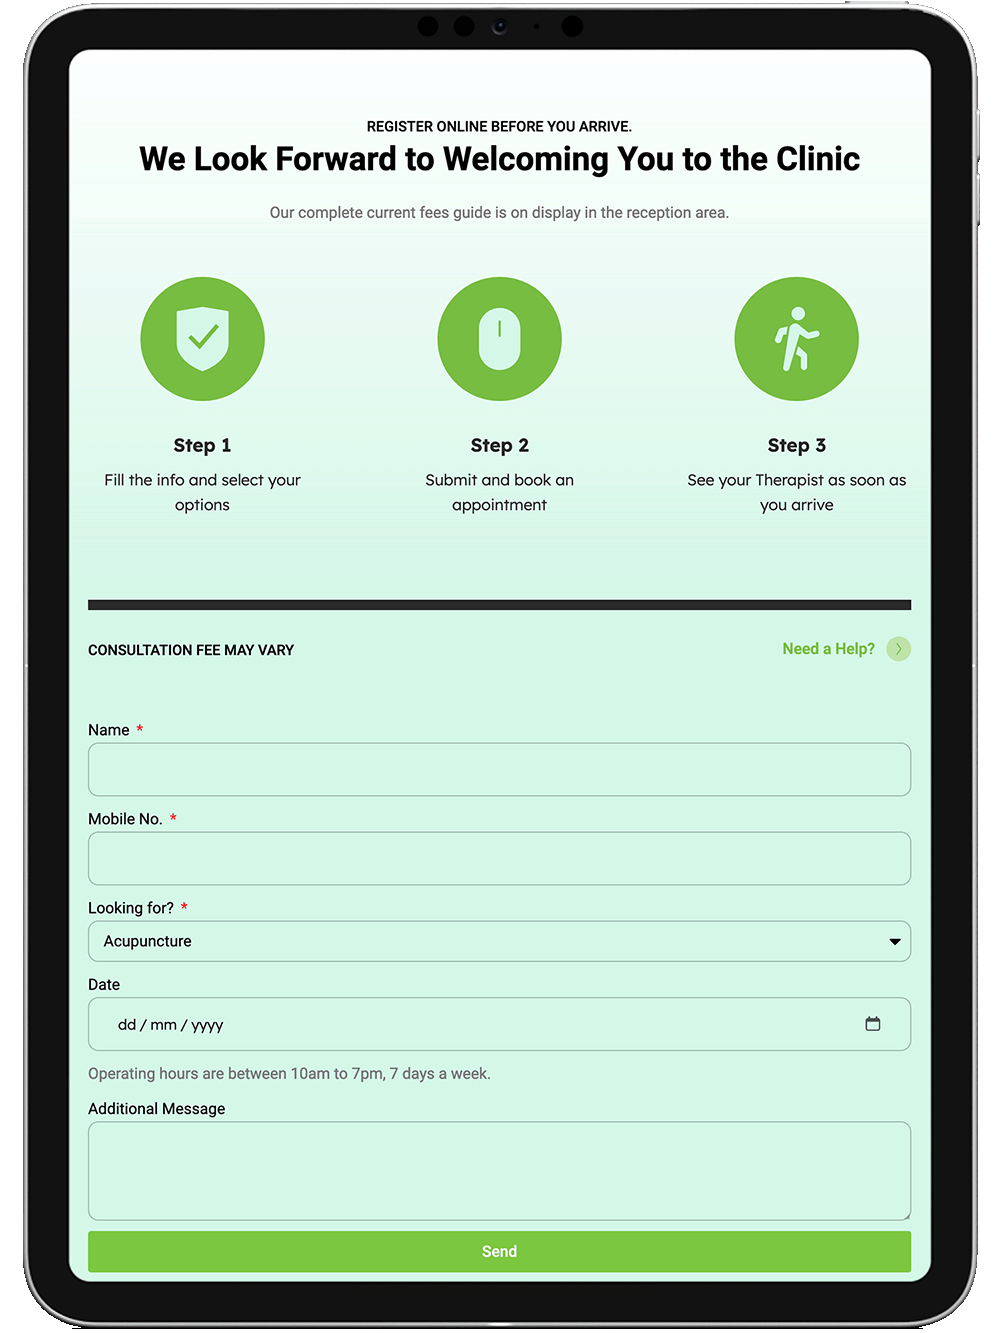 REGISTER ONLINE BEFORE YOU ARRIVE.
We Look Forward to Welcoming You to the Clinic
Our complete current fees guide is on display in the reception area.
Step 1
Fill the info and select your
options
Step 2
Submit and book an
appointment
Step 3
See your Therapist as soon as
you arrive
CONSULTATION FEE MAY VARY
Need a Help?
Name *
Mobile No. *
Looking for? *
Acupuncture
Date
dd / mm / yyyy
Operating hours are between 10am to 7pm, 7 days a week.
Additional Message
Send